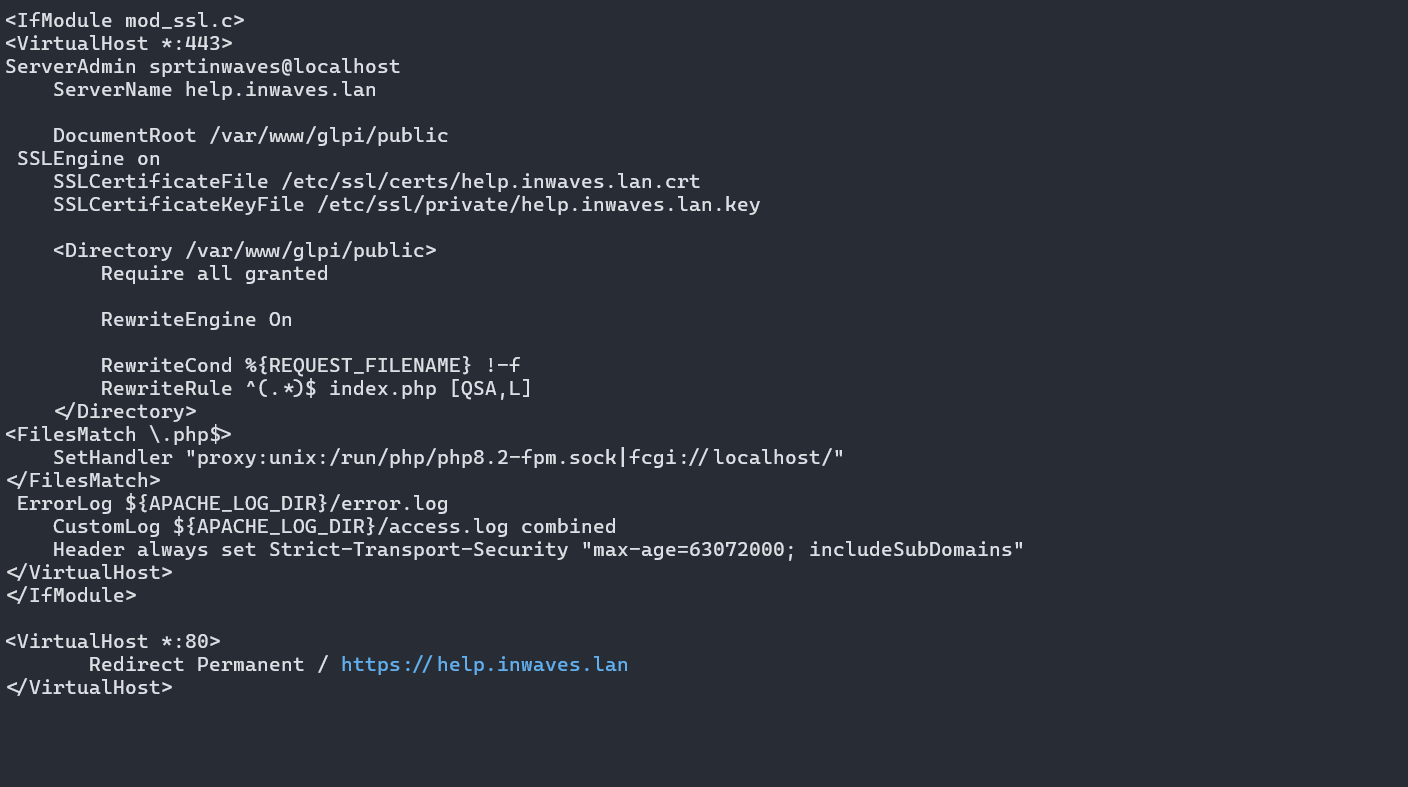 <IfModule mod_ssl.c>
<VirtualHost *:443>
ServerAdmin sprtinwaves@localhost
    ServerName help.inwaves.lan

    DocumentRoot /var/www/glpi/public
 SSLEngine on
    SSLCertificateFile /etc/ssl/certs/help.inwaves.lan.crt
    SSLCertificateKeyFile /etc/ssl/private/help.inwaves.lan.key

    <Directory /var/www/glpi/public>
        Require all granted

        RewriteEngine On

        RewriteCond %{REQUEST_FILENAME} !-f
        RewriteRule ^(.*)$ index.php [QSA,L]
    </Directory>
<FilesMatch \.php$>
    SetHandler "proxy:unix:/run/php/php8.2-fpm.sock|fcgi://localhost/"
</FilesMatch>
 ErrorLog ${APACHE_LOG_DIR}/error.log
    CustomLog ${APACHE_LOG_DIR}/access.log combined
    Header always set Strict-Transport-Security "max-age=63072000; includeSubDomains"
</VirtualHost>
</IfModule>

<VirtualHost *:80>
       Redirect Permanent / https://help.inwaves.lan
</VirtualHost>